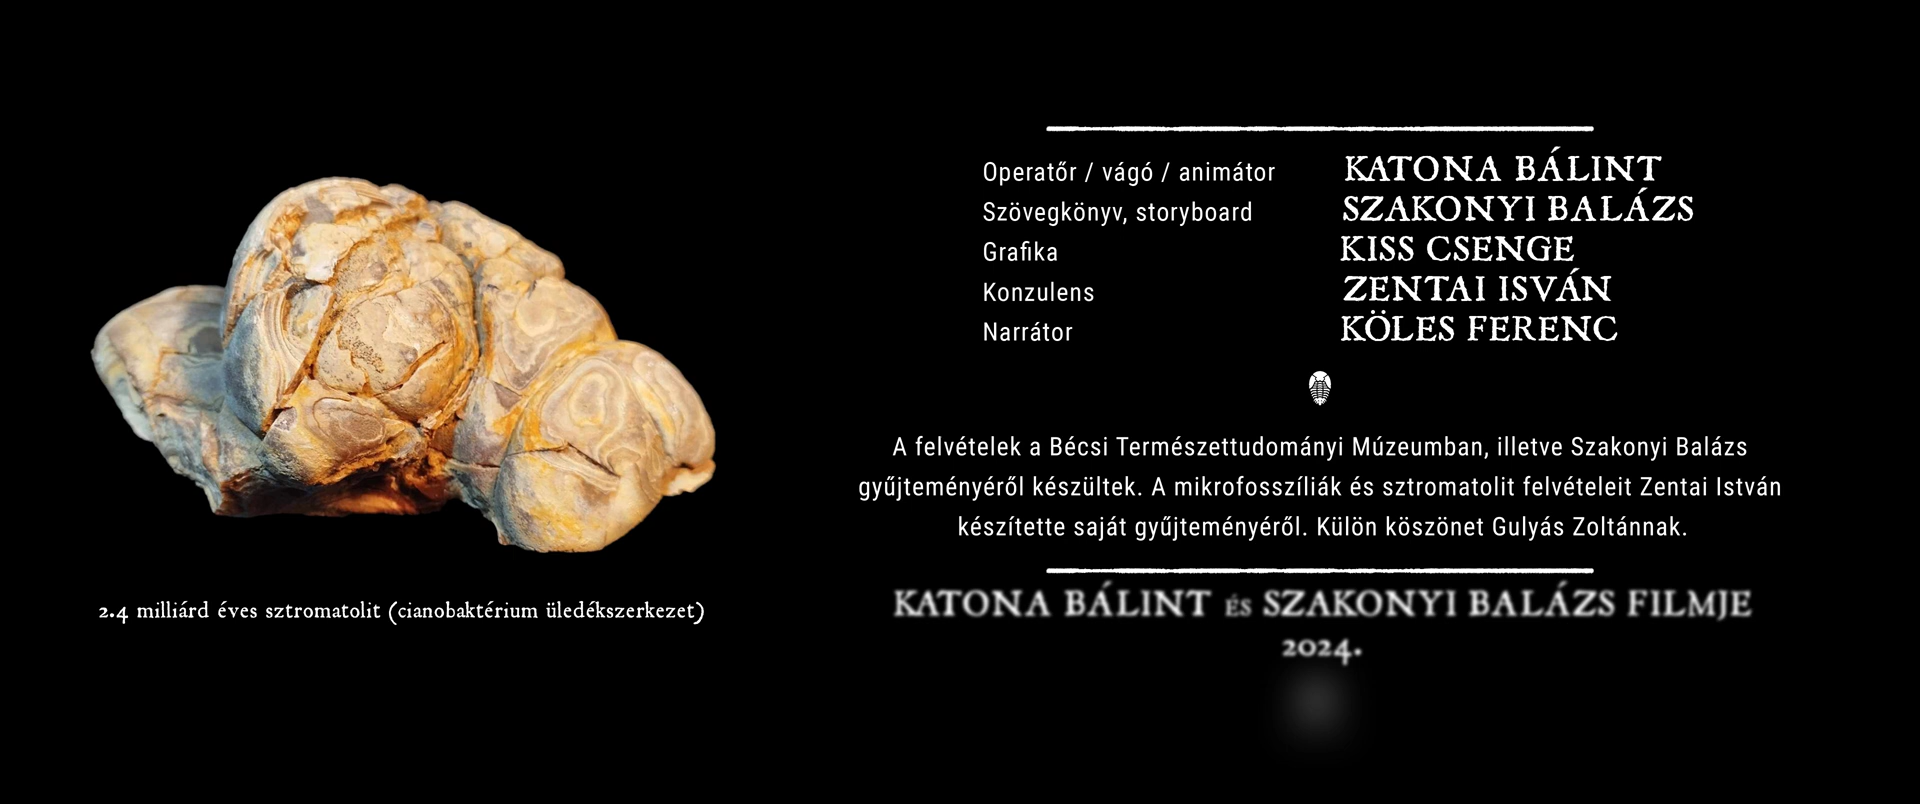 Operatőr / vágó / animátor KATONA BÁLINT
Szövegkönyv, storyboard SZAKONYI BALÁZS
Grafika KISS CSENGE
Konzulens ZENTAI ISVÁN
Narrátor KÖLES FERENC
A felvételek a Bécsi Természettudományi Múzeumban, illetve Szakonyi Balázs
gyűjteményéről készültek. A mikrofosszíliák és sztromatolit felvételeit Zentai István
készítette saját gyűjteményéről. Külön köszönet Gulyás Zoltánnak.
KATONA BÁLINT ÉS SZAKONYI BALÁZS FILMJE
2024.
2.4 milliárd éves sztromatolit (cianobaktérium üledékszerkezet)